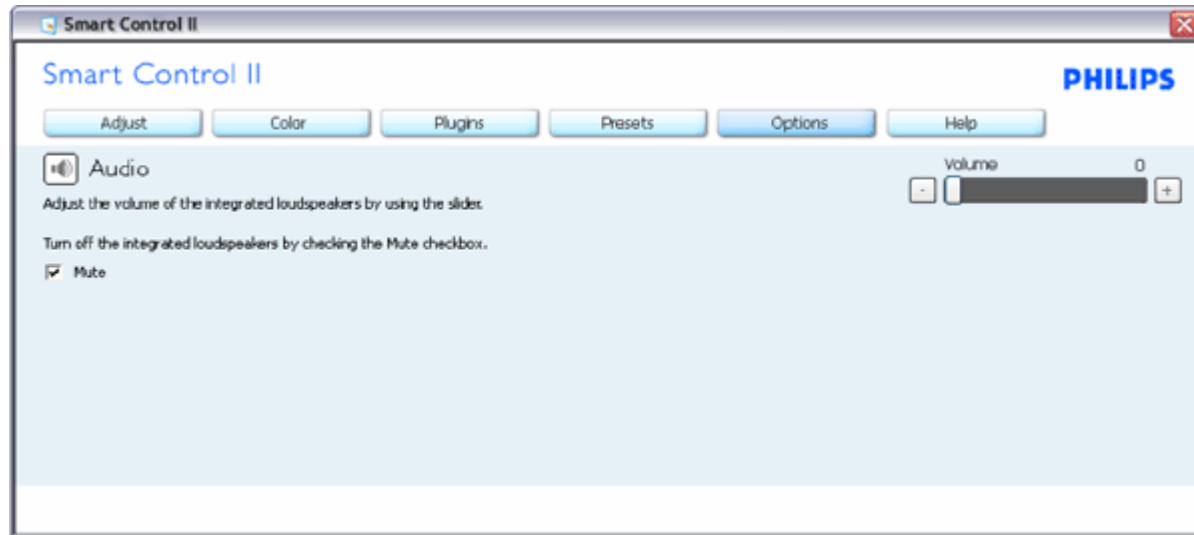 Smart Control II
Smart Control II
PHILIPS
Adjust Color Plugins Presets Options Help
Audio
Volume 0
Adjust the volume of the integrated loudspeakers by using the slider.
- +
Turn off the integrated loudspeakers by checking the Mute checkbox.
Mute